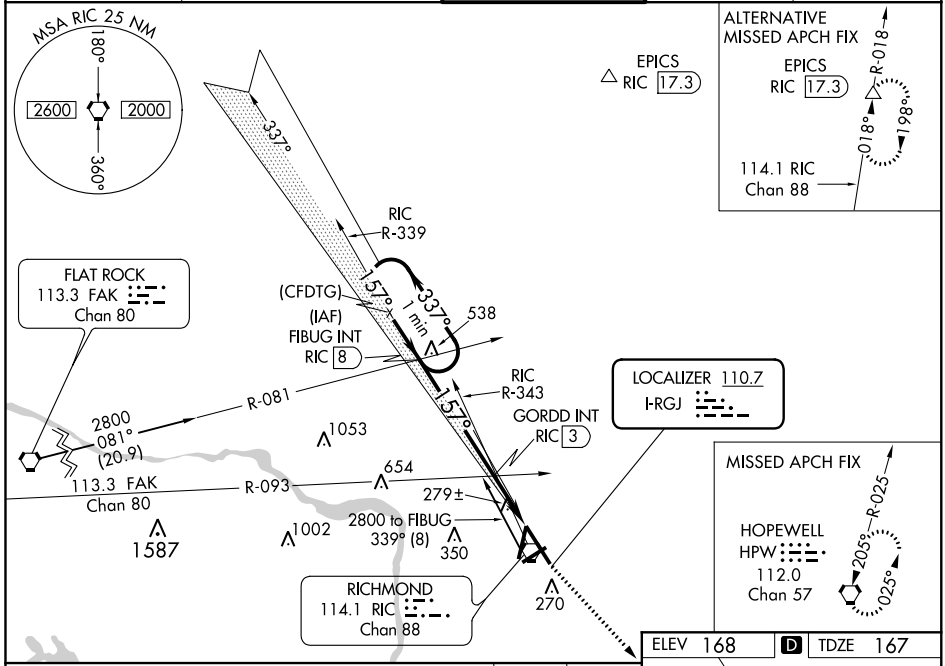 MSA RIC 25 NM
180°
2600
2000
360°
EPICS
RIC 17.3
ALTERNATIVE
MISSED APCH FIX
EPICS
RIC 17.3
R-018
018°
198°
114.1 RIC
Chan 88
337°
RIC
R-339
FLAT ROCK
113.3 FAK
Chan 80
(CFDTG)
(IAF)
FIBUG INT
RIC 8
157°
1 min
337°
538
RIC
R-343
157°
GORDD INT
RIC 3
LOCALIZER 110.7
I-RGJ
2800
081°
(20.9)
R-081
1053
654
113.3 FAK
Chan 80
R-093
279±
1587
1002
2800 to FIBUG
339° (8)
350
270
RICHMOND
114.1 RIC
Chan 88
MISSED APCH FIX
R-025
HOPEWELL
HPW
112.0
Chan 57
205°
025°
ELEV 168 D TDZE 167